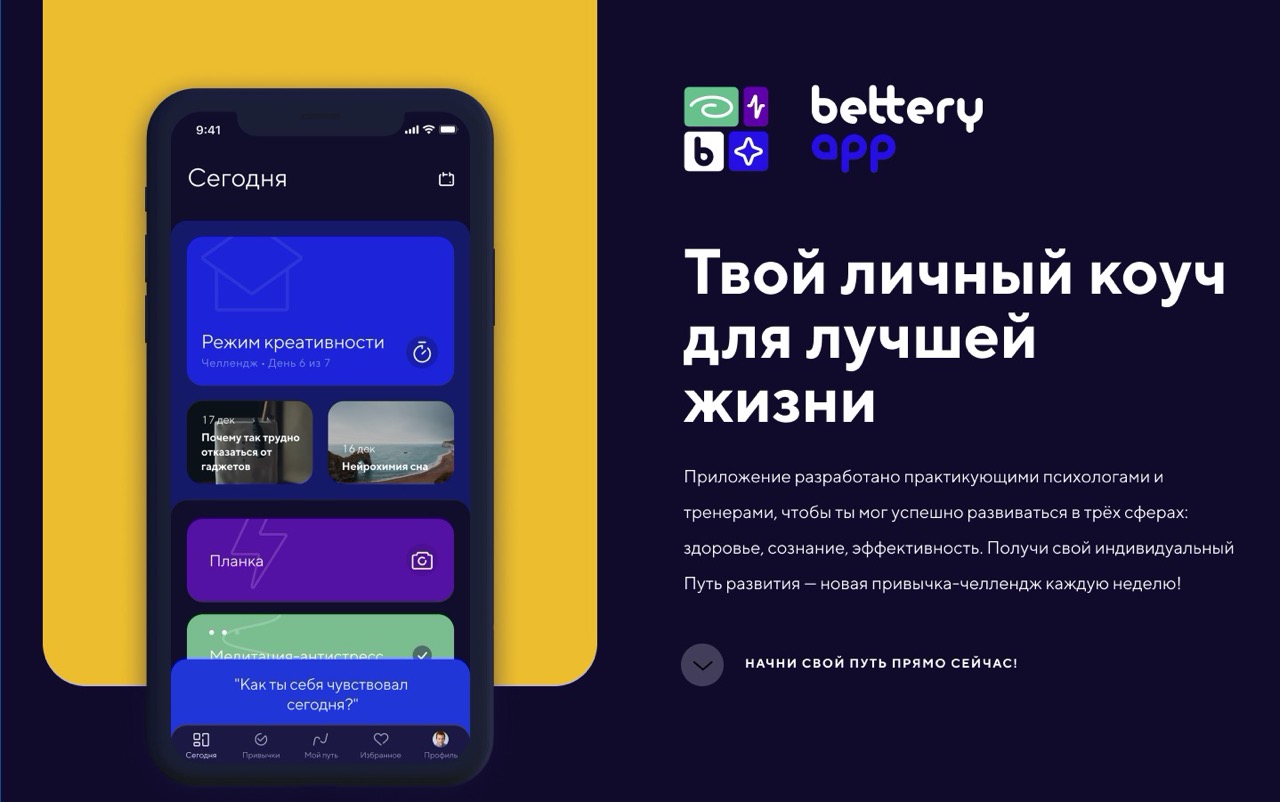 9:41
Сегодня
Режим креативности
Челлендж • День 6 из 7
17 дек
Почему так трудно
отказаться от
гаджетов
16 дек
Нейрохимия сна
Планка
Медитация-антистресс
"Как ты себя чувствовал
сегодня?"
Сегодня Привычки Мой путь Избранное Профиль
b
bettery
app
Твой личный коуч
для лучшей
жизни
Приложение разработано практикующими психологами и
тренерами, чтобы ты мог успешно развиваться в трёх сферах:
здоровье, сознание, эффективность. Получи свой индивидуальный
Путь развития — новая привычка-челлендж каждую неделю!
НАЧНИ СВОЙ ПУТЬ ПРЯМО СЕЙЧАС!